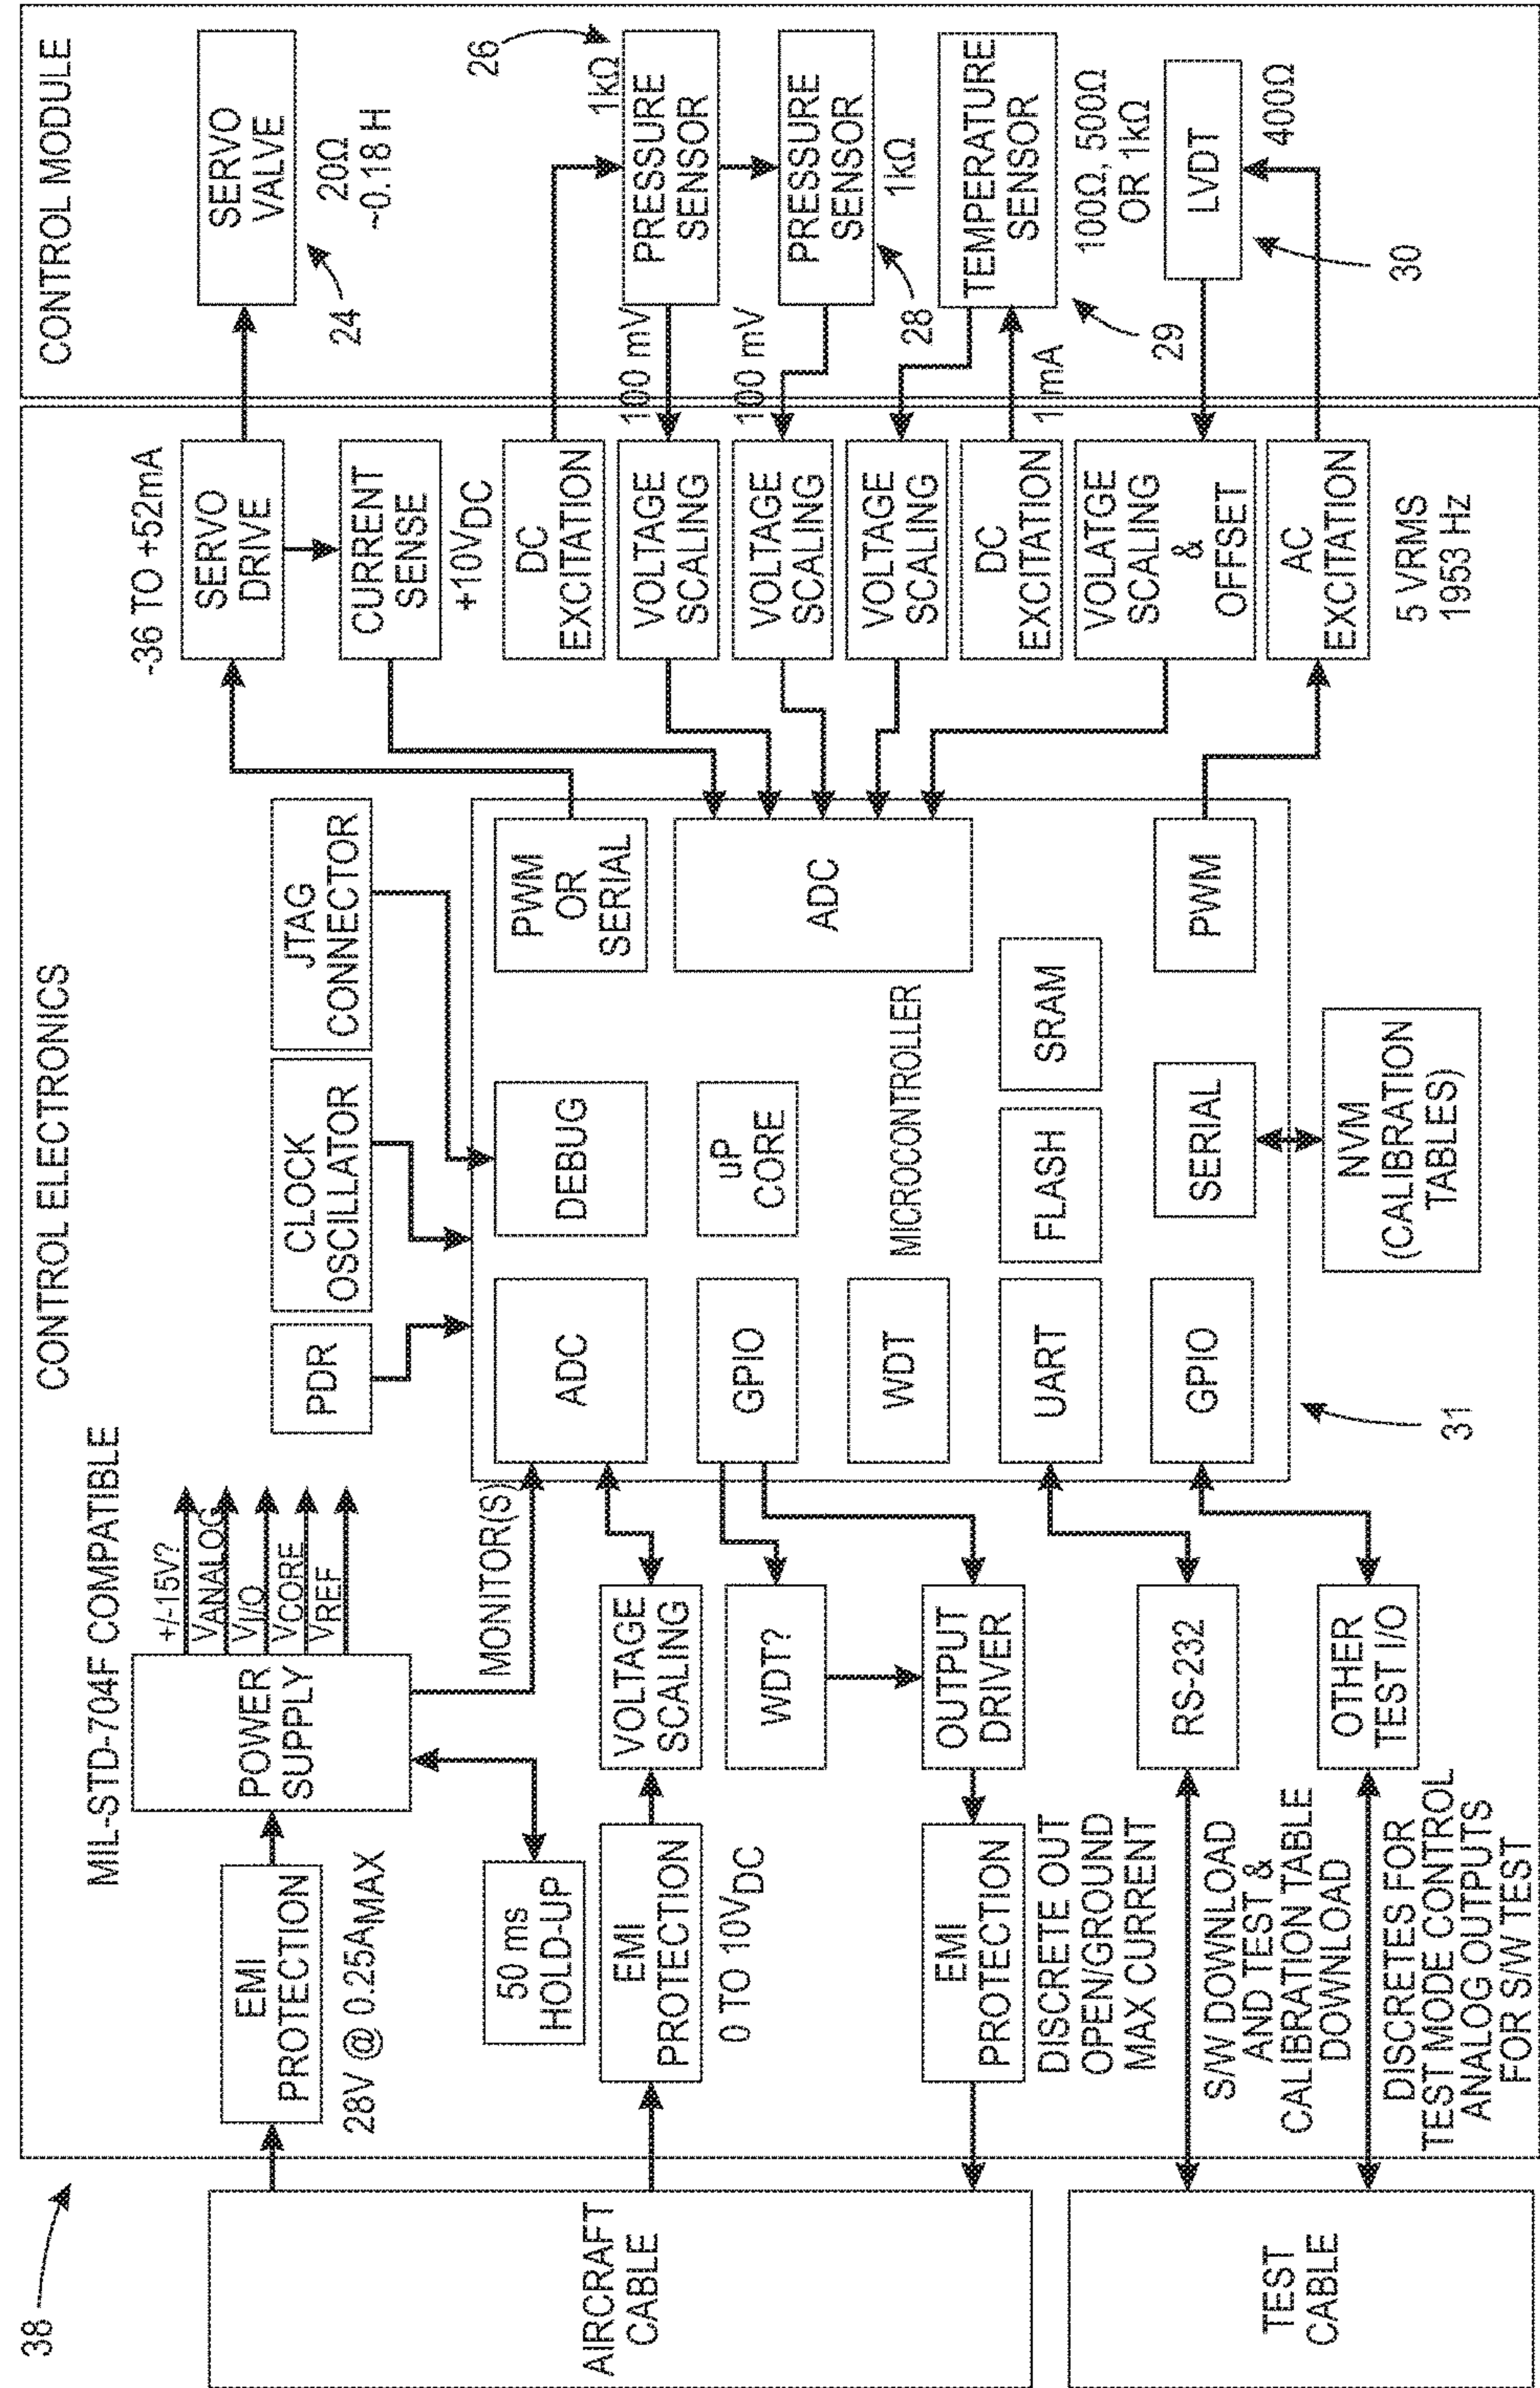 38
AIRCRAFT
CABLE
TEST
CABLE
CONTROL ELECTRONICS
MIL-STD-704F COMPATIBLE
EMI
PROTECTION
28V @ 0.25AMAX
POWER
SUPPLY
+/-15V?
VANALOG
VI/O
VCORE
VREF
50 ms
HOLD-UP
MONITOR(S)
EMI
PROTECTION
0 TO 10VDC
VOLTAGE
SCALING
WDT?
EMI
PROTECTION
OUTPUT
DRIVER
DISCRETE OUT
OPEN/GROUND
MAX CURRENT
S/W DOWNLOAD
AND TEST &
CALIBRATION TABLE
DOWNLOAD
RS-232
DISCRETES FOR
TEST MODE CONTROL
ANALOG OUTPUTS
FOR S/W TEST
OTHER
TEST I/O
PDR
CLOCK
OSCILLATOR
JTAG
CONNECTOR
ADC
DEBUG
PWM
OR
SERIAL
GPIO
uP
CORE
ADC
WDT
MICROCONTROLLER
UART
FLASH
SRAM
GPIO
SERIAL
PWM
31
NVM
(CALIBRATION
TABLES)
-36 TO +52mA
SERVO
DRIVE
CURRENT
SENSE
+10VDC
DC
EXCITATION
VOLTAGE
SCALING
VOLTAGE
SCALING
VOLTAGE
SCALING
DC
EXCITATION
VOLATGE
SCALING
&
OFFSET
AC
EXCITATION
5 VRMS
1953 Hz
CONTROL MODULE
SERVO
VALVE
20Ω
~0.18 H
24
26
1kΩ
100 mV
PRESSURE
SENSOR
100 mV
PRESSURE
SENSOR
1kΩ
28
TEMPERATURE
SENSOR
1 mA
29
100Ω, 500Ω
OR 1kΩ
LVDT
400Ω
30